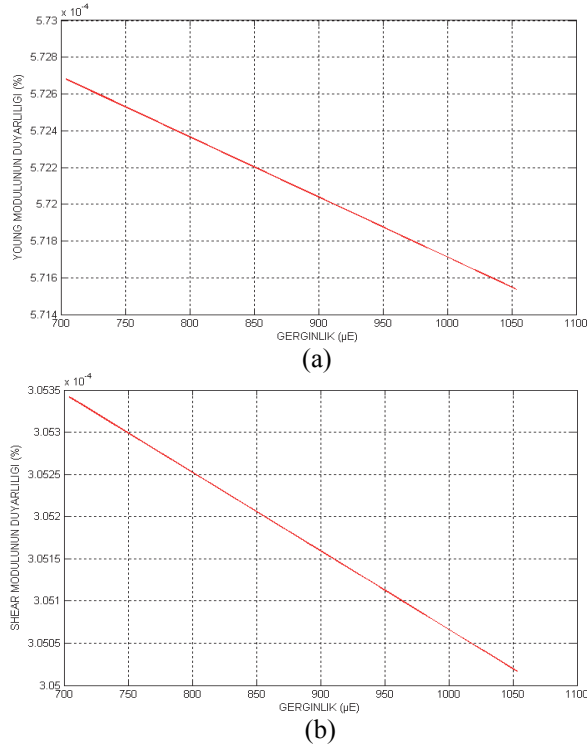 x 10⁻⁴
5.73
5.728
5.726
5.724
5.722
5.72
5.718
5.716
5.714
YOUNG MODULUNUN DUYARLILIGI (%)
700 750 800 850 900 950 1000 1050 1100
GERGINLIK (µE)
(a)
x 10⁻⁴
3.0535
3.053
3.0525
3.052
3.0515
3.051
3.0505
3.05
SHEAR MODULUNUN DUYARLILIGI (%)
700 750 800 850 900 950 1000 1050 1100
GERGINLIK (µE)
(b)